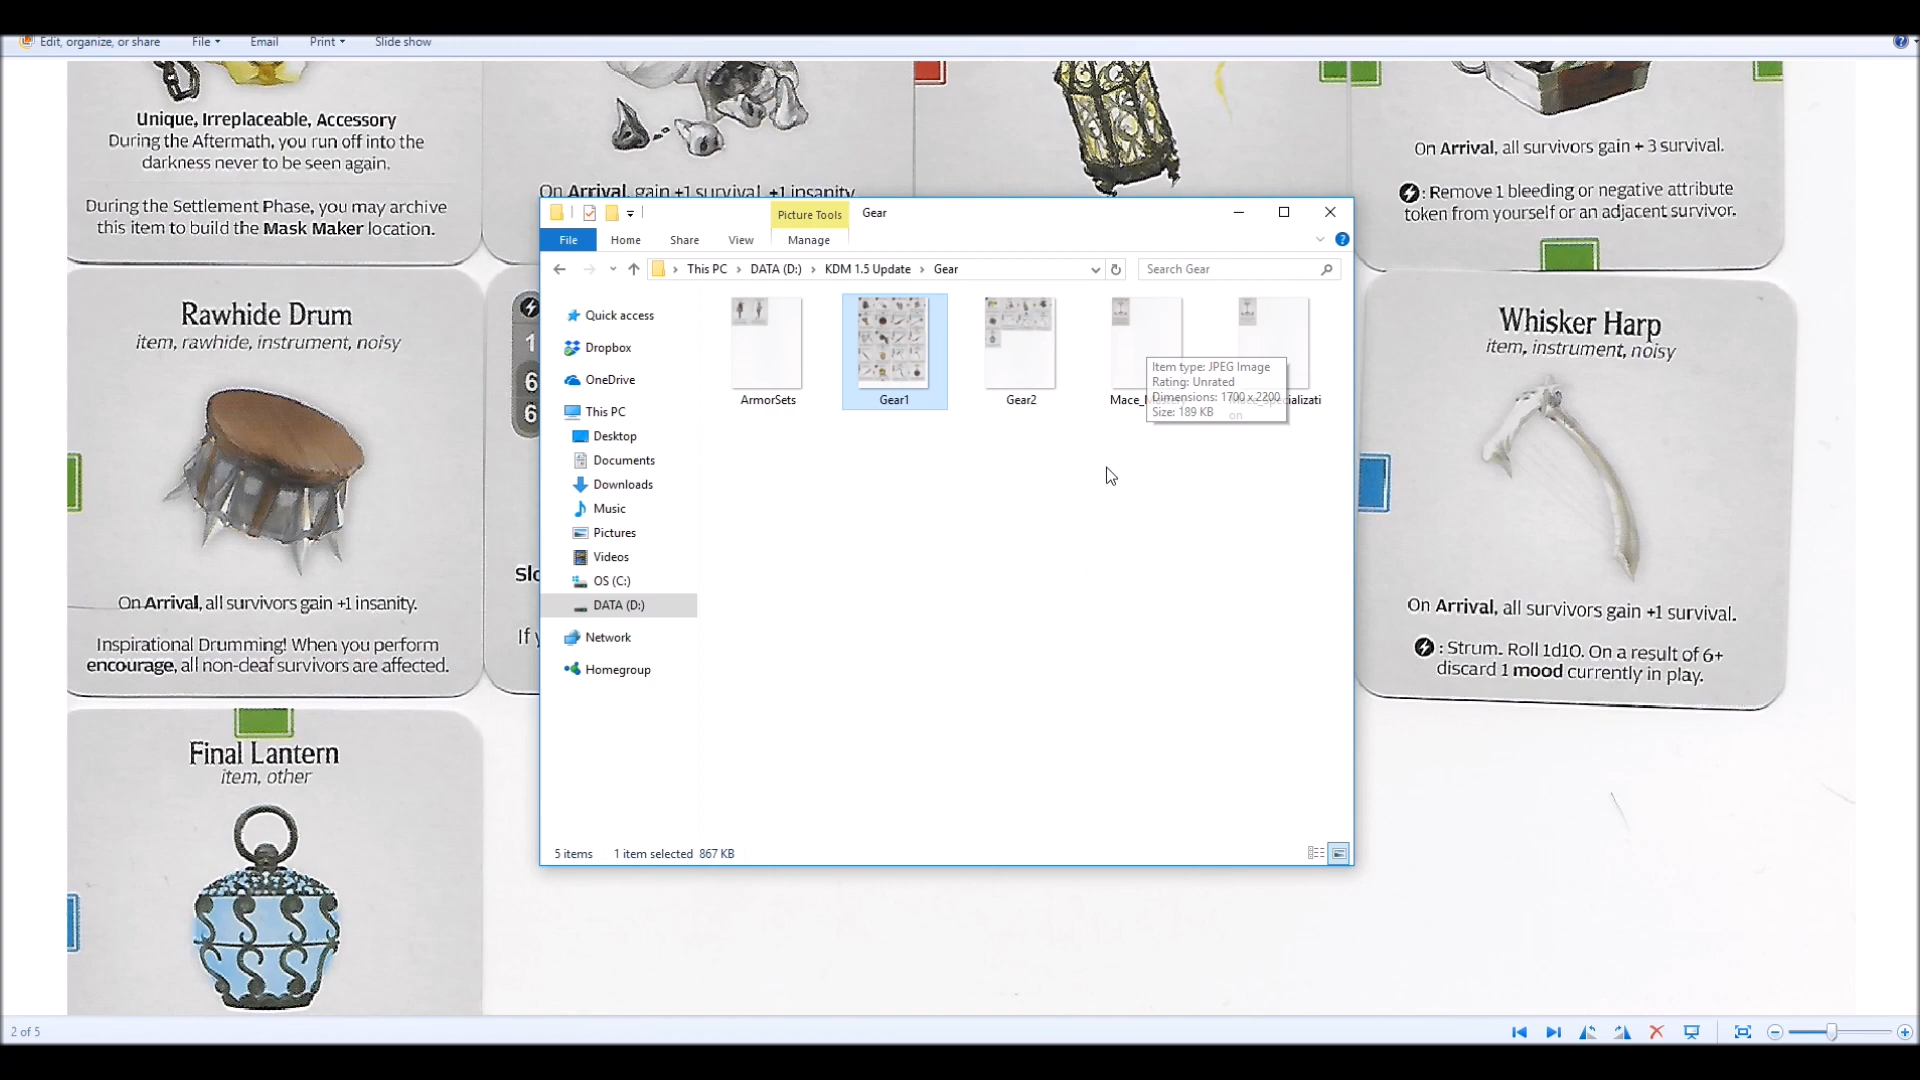 Edit, organize, or share
File
Email
Print
Slide show
Unique, Irreplaceable, Accessory
During the Aftermath, you run off into the
darkness never to be seen again.
During the Settlement Phase, you may archive
this item to build the Mask Maker location.
On Arrival, gain +1 survival, +1 insanity
On Arrival, all survivors gain + 3 survival.
: Remove 1 bleeding or negative attribute
token from yourself or an adjacent survivor.
Picture Tools
Gear
File
Home
Share
View
Manage
This PC
DATA (D:)
KDM 1.5 Update
Gear
Search Gear
Quick access
Dropbox
OneDrive
This PC
Desktop
Documents
Downloads
Music
Pictures
Videos
OS (C:)
DATA (D:)
Network
Homegroup
ArmorSets
Gear1
Gear2
Item type: JPEG Image
Rating: Unrated
Dimensions: 1700 x 2200
Size: 189 KB
5 items
1 item selected 867 KB
Rawhide Drum
item, rawhide, instrument, noisy
On Arrival, all survivors gain +1 insanity.
Inspirational Drumming! When you perform
encourage, all non-deaf survivors are affected.
1
6
6
If
Whisker Harp
item, instrument, noisy
On Arrival, all survivors gain +1 survival.
: Strum. Roll 1d10. On a result of 6+
discard 1 mood currently in play.
Final Lantern
item, other
2 of 5